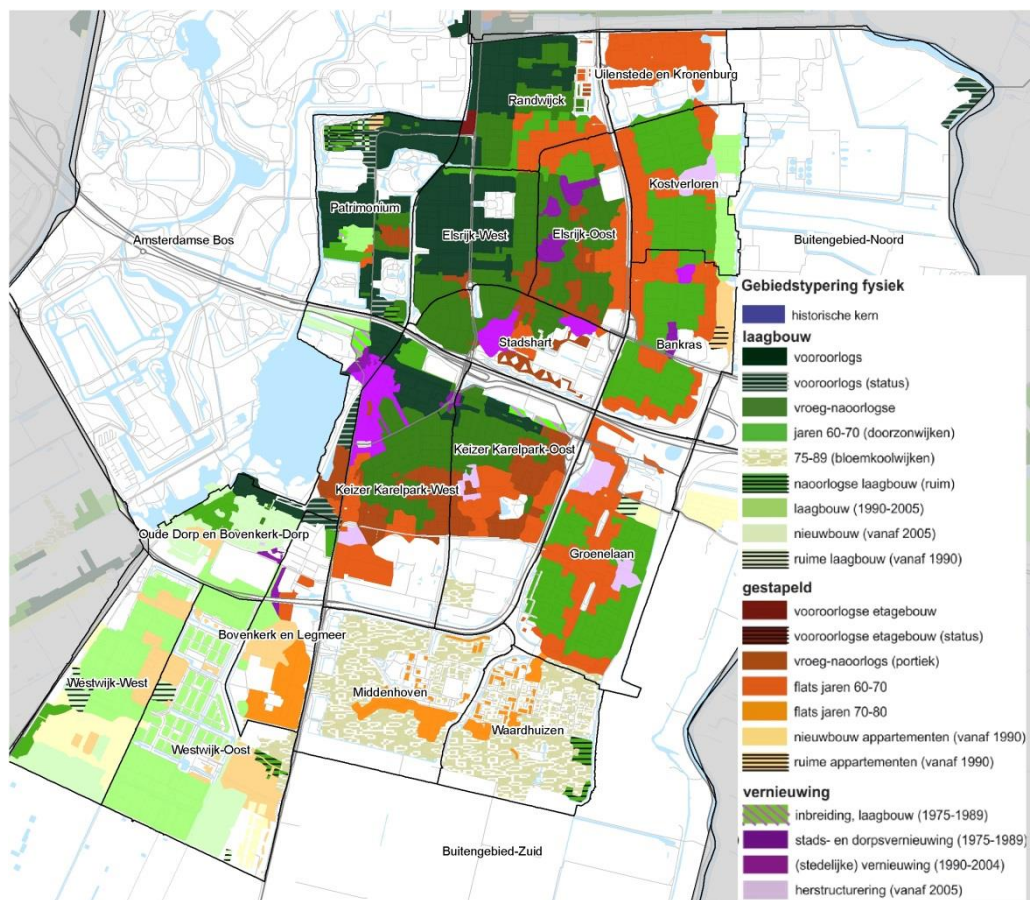 Uilenstede en Kronenburg
Randwijck
Kostverloren
Patrimonium
Elsrijk-West
Elsrijk-Oost
Amsterdamse Bos
Buitengebied-Noord
Stadshart
Bankras
Keizer Karelpark-Oost
Keizer Karelpark-West
Oude Dorp en Bovenkerk-Dorp
Groenelaan
Bovenkerk en Legmeer
Westwijk-West
Middenhoven
Waardhuizen
Westwijk-Oost
Buitengebied-Zuid
Gebiedstypering fysiek
historische kern
laagbouw
vooroorlogs
vooroorlogs (status)
vroeg-naoorlogse
jaren 60-70 (doorzonwijken)
75-89 (bloemkoolwijken)
naoorlogse laagbouw (ruim)
laagbouw (1990-2005)
nieuwbouw (vanaf 2005)
ruime laagbouw (vanaf 1990)
gestapeld
vooroorlogse etagebouw
vooroorlogse etagebouw (status)
vroeg-naoorlogs (portiek)
flats jaren 60-70
flats jaren 70-80
nieuwbouw appartementen (vanaf 1990)
ruime appartementen (vanaf 1990)
vernieuwing
inbreiding, laagbouw (1975-1989)
stads- en dorpsvernieuwing (1975-1989)
(stedelijke) vernieuwing (1990-2004)
herstructurering (vanaf 2005)